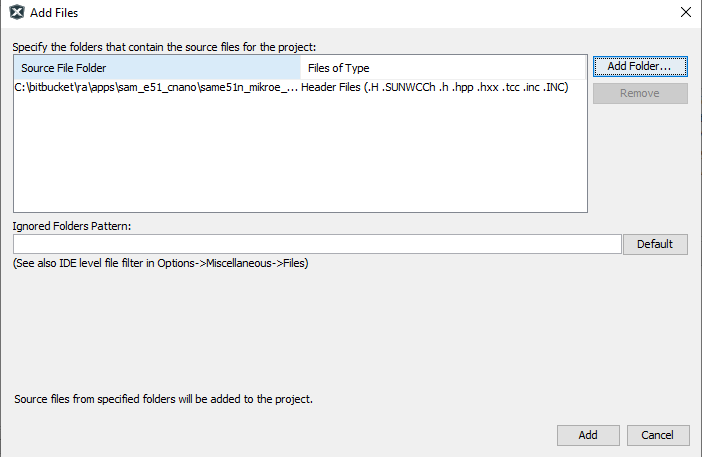 Add Files
Specify the folders that contain the source files for the project:
Source File Folder Files of Type Add Folder...
C:\bitbucket\ra\apps\sam_e51_cnano\same51n_mikroe_... Header Files (.H .SUNWCCh .h .hpp .hxx .tcc .inc .INC) Remove
Ignored Folders Pattern:
Default
(See also IDE level file filter in Options->Miscellaneous->Files)
Source files from specified folders will be added to the project.
Add Cancel